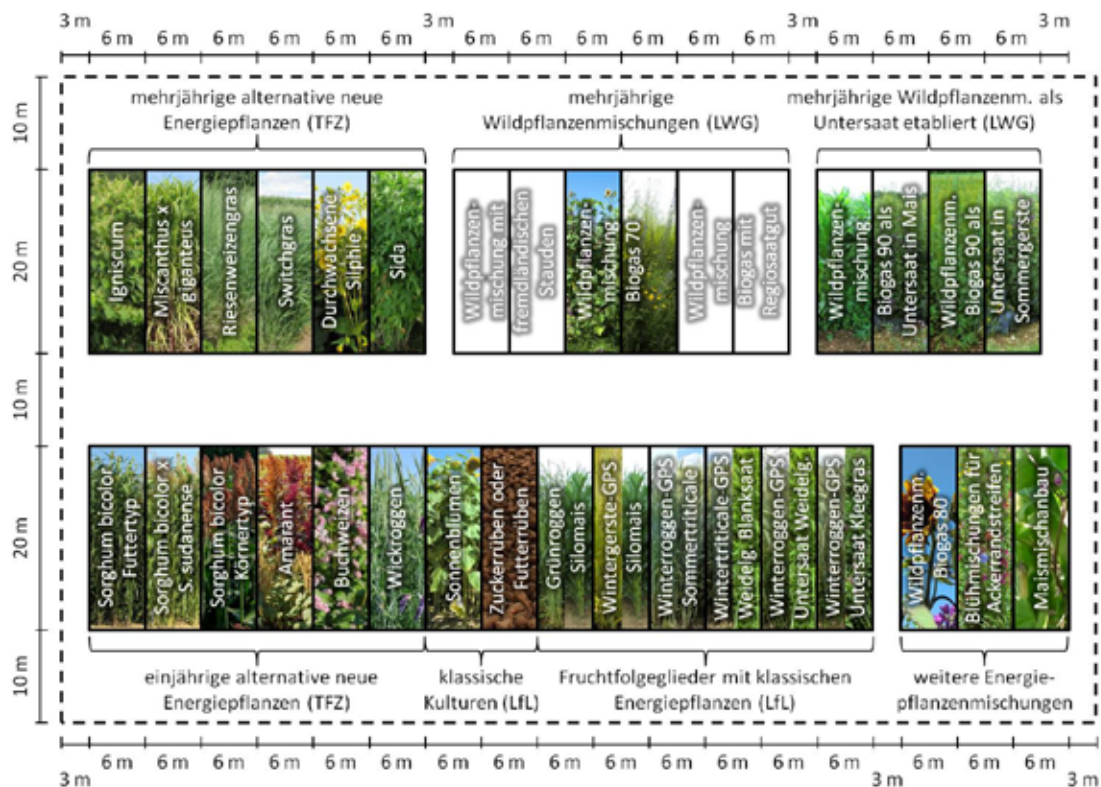 3 m 3 m 3 m 3 m
6 m 6 m 6 m 6 m 6 m 6 m 6 m 6 m 6 m 6 m 6 m 6 m 6 m 6 m 6 m 6 m
10 m
20 m
10 m
20 m
10 m
mehrjährige alternative neue
Energiepflanzen (TFZ)
mehrjährige
Wildpflanzenmischungen (LWG)
mehrjährige Wildpflanzenm. als
Untersaat etabliert (LWG)
Igniscum
Miscanthus x
giganteus
Riesenweizengras
Switchgras
Durchwachsene
Silphie
Sida
Wildpflanzen-
mischung mit
fremdländischen
Stauden
Wildpflanzen-
mischung
Biogas 70
Wildpflanzen-
mischung
Biogas mit
Regiosaatgut
Wildpflanzen-
mischung
Biogas 90 als
Untersaat in Mais
Wildpflanzenm.
Biogas 90 als
Untersaat in
Sommergerste
Sorghum bicolor
Futtertyp
Sorghum bicolor x
S. sudanense
Sorghum bicolor
Körnertyp
Amarant
Buchweizen
Wickroggen
Sonnenblumen
Zuckerrüben oder
Futterrüben
Grünroggen
Silomais
Wintergerste-GPS
Silomais
Winterroggen-GPS
Sommertriticale
Wintertriticale-GPS
Weidelg. Blanksaat
Winterroggen-GPS
Untersaat Weidelg.
Winterroggen-GPS
Untersaat Kleegras
Wildpflanzenm.
Biogas 80
Blühmischungen für
Ackerrandstreifen
Maismischanbau
einjährige alternative neue
Energiepflanzen (TFZ)
klassische
Kulturen (LfL)
Fruchtfolgeglieder mit klassischen
Energiepflanzen (LfL)
weitere Energie-
pflanzenmischungen
6 m 6 m 6 m 6 m 6 m 6 m 6 m 6 m 6 m 6 m 6 m 6 m 6 m 6 m 6 m 6 m 6 m
3 m 3 m 3 m